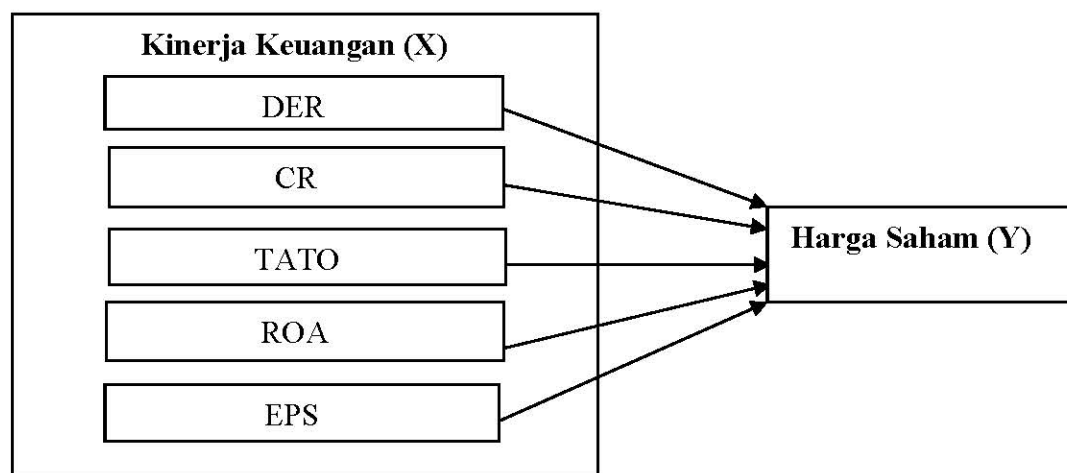 Kinerja Keuangan (X)
DER
CR
TATO
ROA
EPS
Harga Saham (Y)